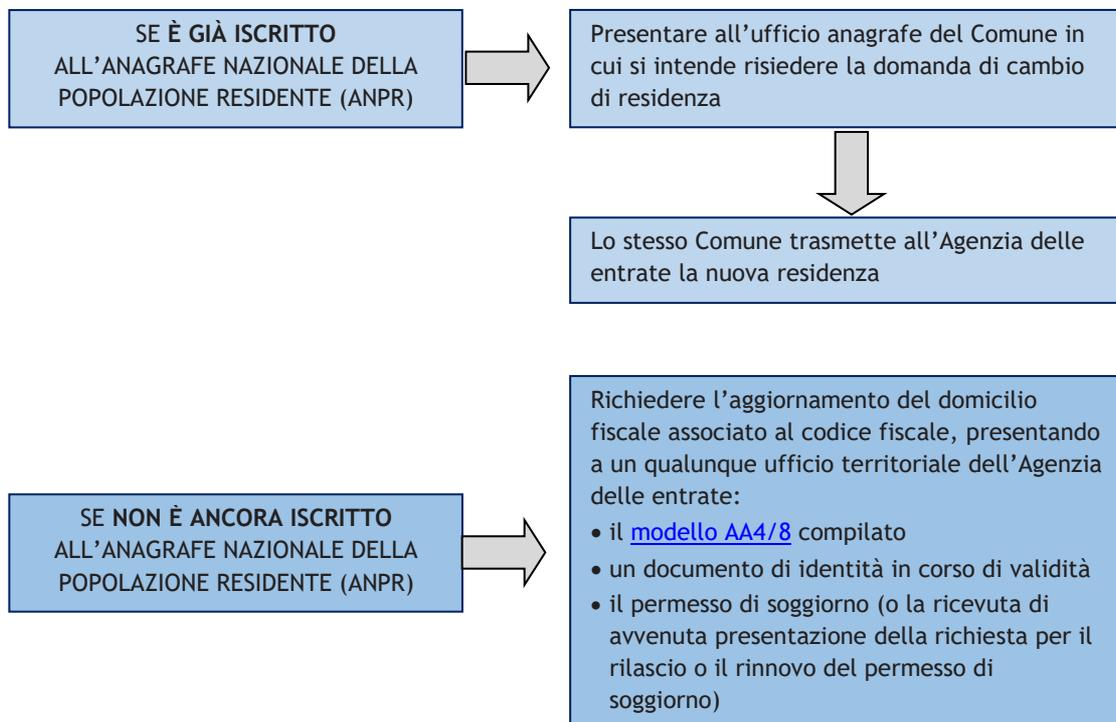 SE È GIÀ ISCRITTO
ALL’ANAGRAFE NAZIONALE DELLA
POPOLAZIONE RESIDENTE (ANPR)
Presentare all’ufficio anagrafe del Comune in
cui si intende risiedere la domanda di cambio
di residenza
Lo stesso Comune trasmette all’Agenzia delle
entrate la nuova residenza
SE NON È ANCORA ISCRITTO
ALL’ANAGRAFE NAZIONALE DELLA
POPOLAZIONE RESIDENTE (ANPR)
Richiedere l’aggiornamento del domicilio
fiscale associato al codice fiscale, presentando
a un qualunque ufficio territoriale dell’Agenzia
delle entrate:
• il modello AA4/8 compilato
• un documento di identità in corso di validità
• il permesso di soggiorno (o la ricevuta di
avvenuta presentazione della richiesta per il
rilascio o il rinnovo del permesso di
soggiorno)